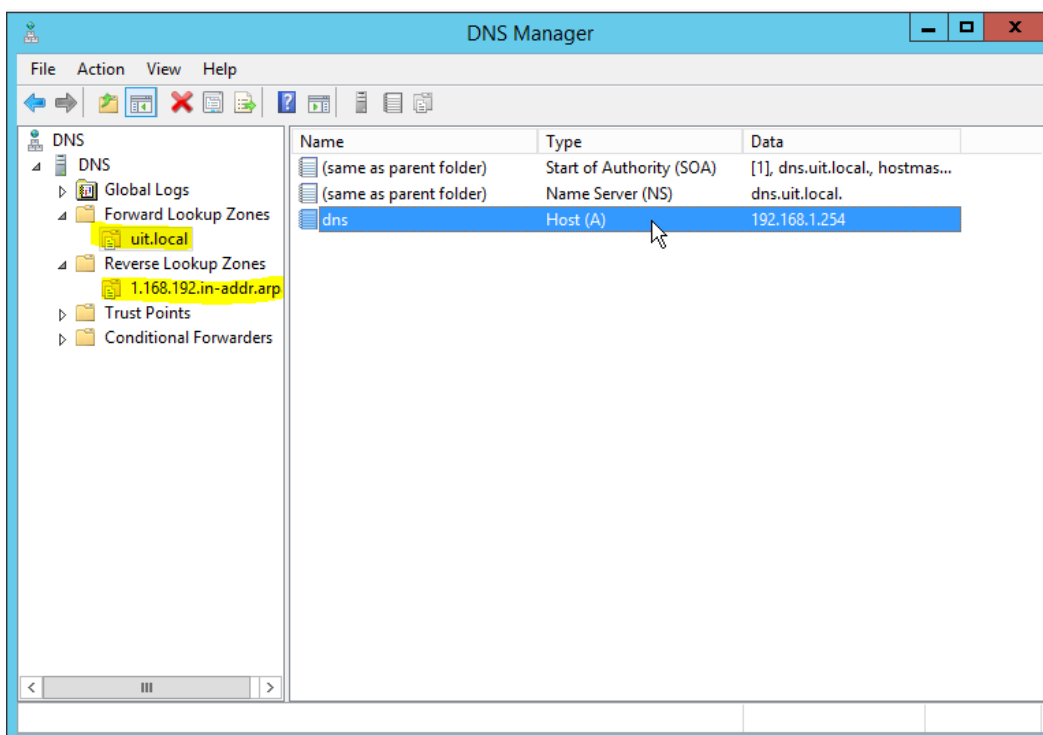 DNS Manager
File Action View Help
DNS
DNS
Global Logs
Forward Lookup Zones
uit.local
Reverse Lookup Zones
1.168.192.in-addr.arp
Trust Points
Conditional Forwarders
Name Type Data
(same as parent folder) Start of Authority (SOA) [1], dns.uit.local., hostmas...
(same as parent folder) Name Server (NS) dns.uit.local.
dns Host (A) 192.168.1.254